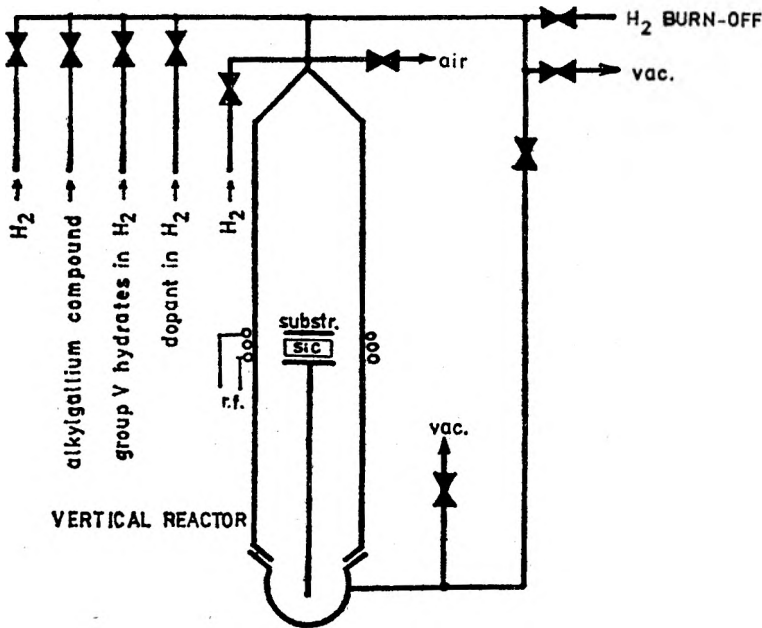 H2 BURN-OFF
air
vac.
H2
alkylgallium compound
group V hydrates in H2
dopant in H2
H2
substr.
SiC
r.f.
vac.
VERTICAL REACTOR